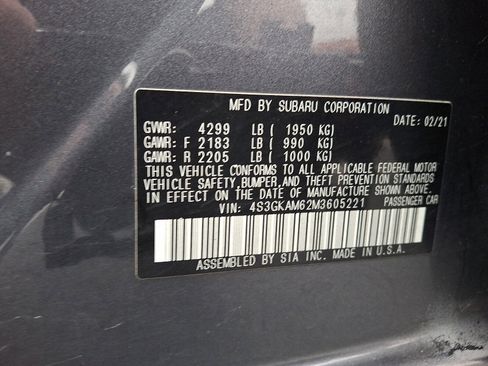 MFD BY SUBARU CORPORATION
DATE: 02/21
GVWR: 4299 LB ( 1950 KG)
GAWR: F 2183 LB ( 990 KG)
GAWR: R 2205 LB ( 1000 KG)
THIS VEHICLE CONFORMS TO ALL APPLICABLE FEDERAL MOTOR
VEHICLE SAFETY, BUMPER, AND THEFT PREVENTION STANDARDS
IN EFFECT ON THE DATE OF MANUFACTURE SHOWN ABOVE.
VIN: 4S3GKAM62M3605221 PASSENGER CAR
ASSEMBLED BY SIA INC. MADE IN U.S.A.